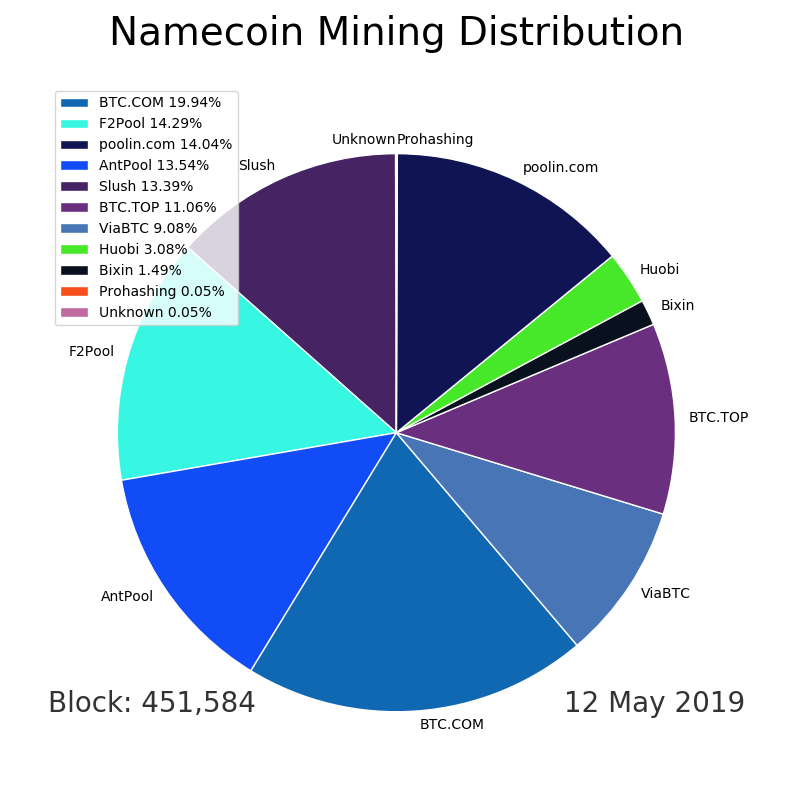 Namecoin Mining Distribution
BTC.COM 19.94%
F2Pool 14.29%
poolin.com 14.04%
AntPool 13.54%
Slush 13.39%
BTC.TOP 11.06%
ViaBTC 9.08%
Huobi 3.08%
Bixin 1.49%
Prohashing 0.05%
Unknown 0.05%
Unknown
Prohashing
Slush
poolin.com
Huobi
Bixin
F2Pool
BTC.TOP
AntPool
ViaBTC
BTC.COM
Block: 451,584
12 May 2019